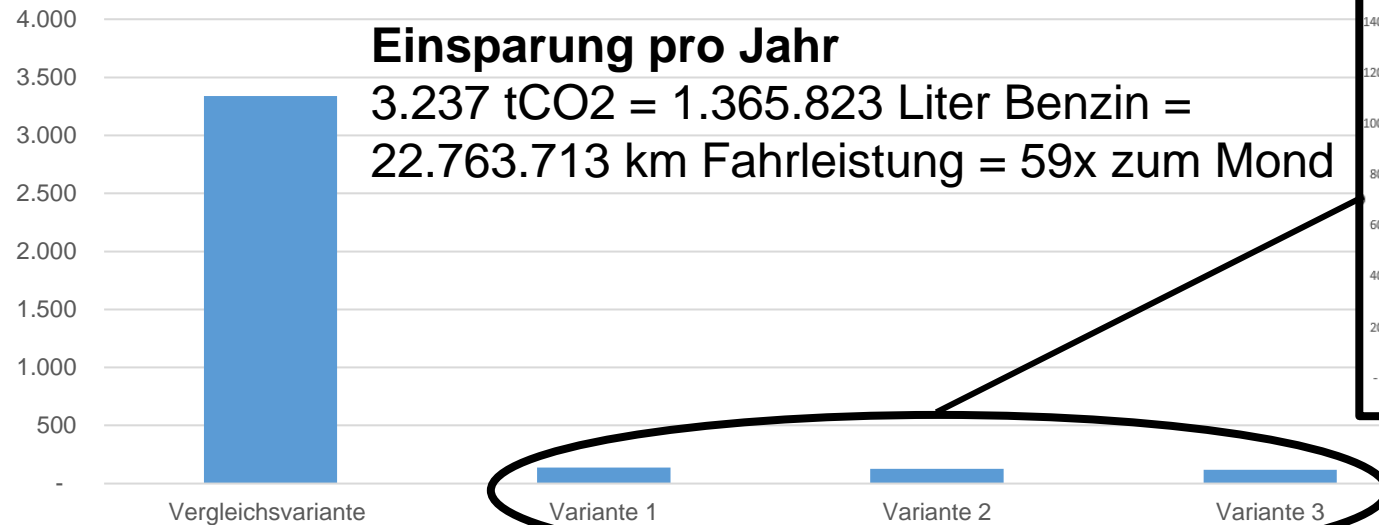 4.000
3.500
3.000
2.500
2.000
1.500
1.000
500
-
Einsparung pro Jahr
3.237 tCO2 = 1.365.823 Liter Benzin =
22.763.713 km Fahrleistung = 59x zum Mond
Vergleichsvariante
Variante 1
Variante 2
Variante 3
-